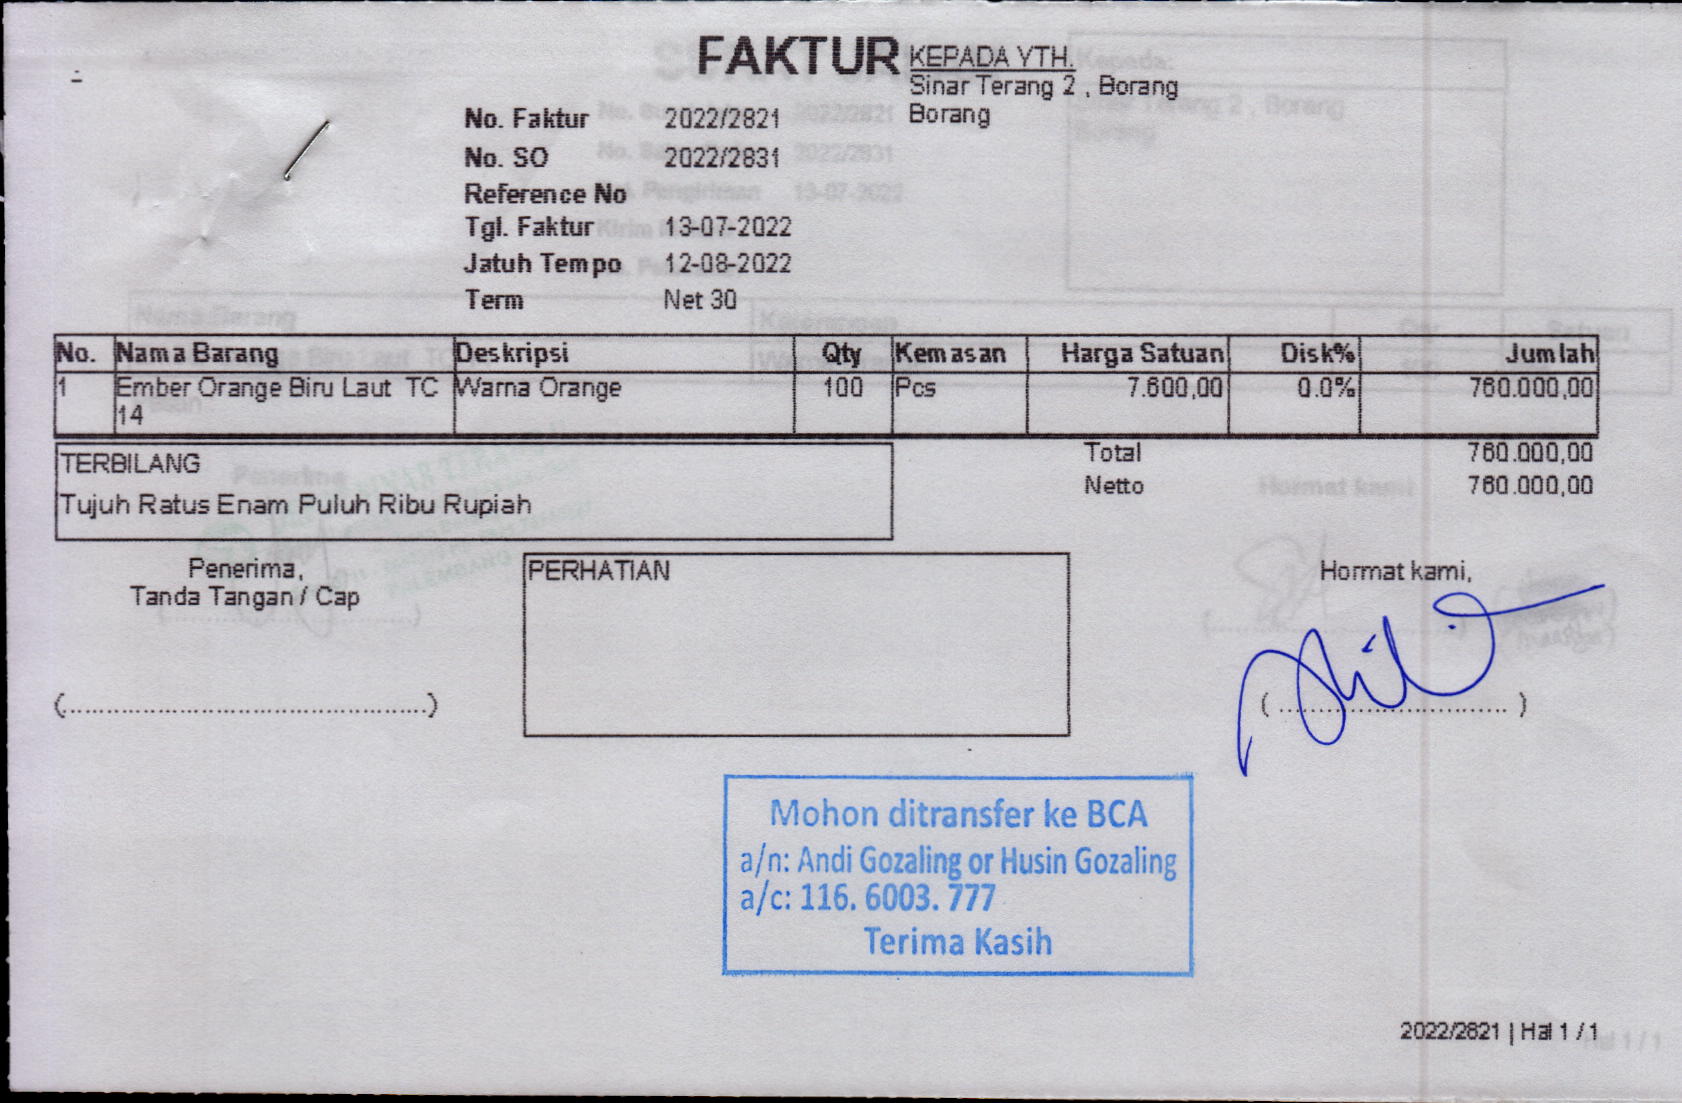 FAKTUR
KEPADA YTH.
Sinar Terang 2 , Borang
Borang
No. Faktur 2022/2821
No. SO 2022/2831
Reference No
Tgl. Faktur 13-07-2022
Jatuh Tempo 12-08-2022
Term Net 30
No. Nama Barang Deskripsi Qty Kemasan Harga Satuan Disk% Jumlah
1 Ember Orange Biru Laut TC Warna Orange 100 Pcs 7.600,00 0.0% 760.000,00
14
TERBILANG
Tujuh Ratus Enam Puluh Ribu Rupiah
Total 760.000,00
Netto 760.000,00
Penerima,
Tanda Tangan / Cap
PERHATIAN
Hormat kami,
(..............................................)
( .............................. )
Mohon ditransfer ke BCA
a/n: Andi Gozaling or Husin Gozaling
a/c: 116. 6003. 777
Terima Kasih
2022/2821 | Hal 1 / 1